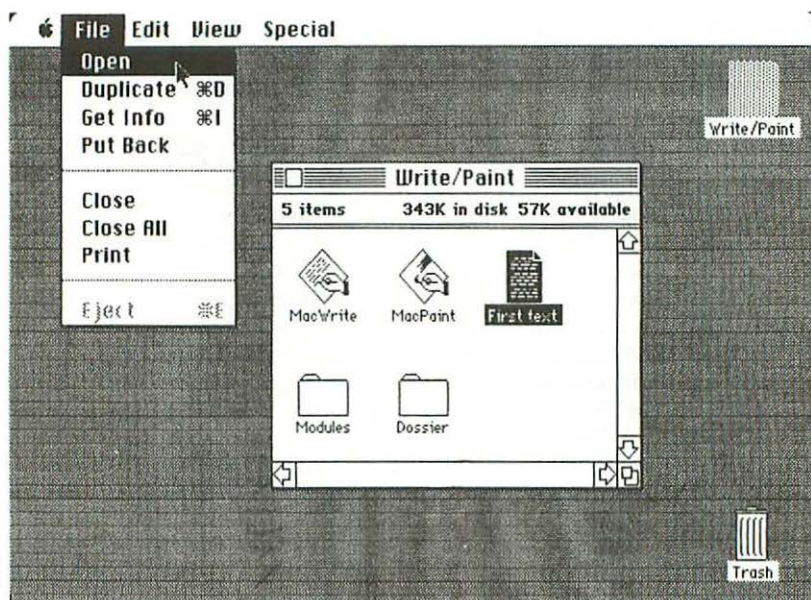 File Edit View Special
Open
Duplicate ⌘D
Get Info ⌘I
Put Back
Close
Close All
Print
Eject ⌘E
Write/Paint
Write/Paint
5 items 343K in disk 57K available
MacWrite MacPaint First text
Modules Dossier
Trash